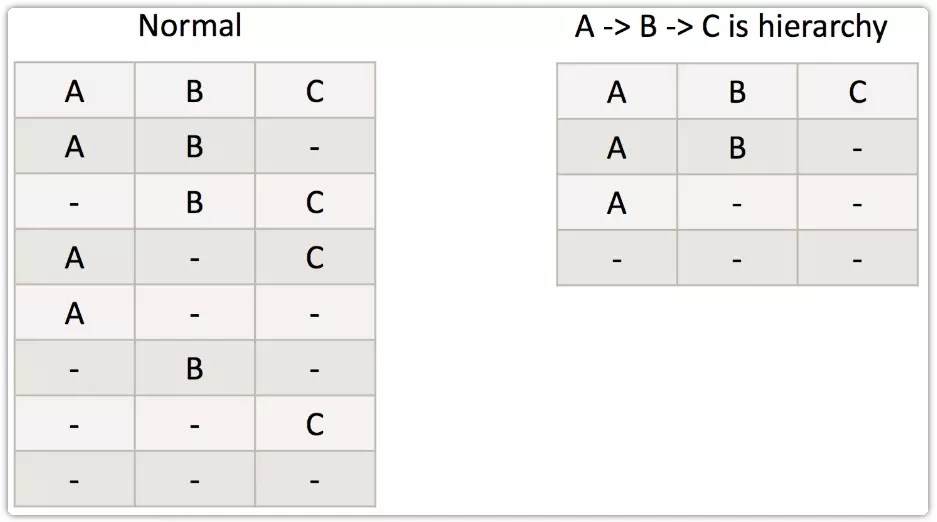 Normal
A B C
A B -
- B C
A - C
A - -
- B -
- - C
- - -
A -> B -> C is hierarchy
A B C
A B -
A - -
- - -